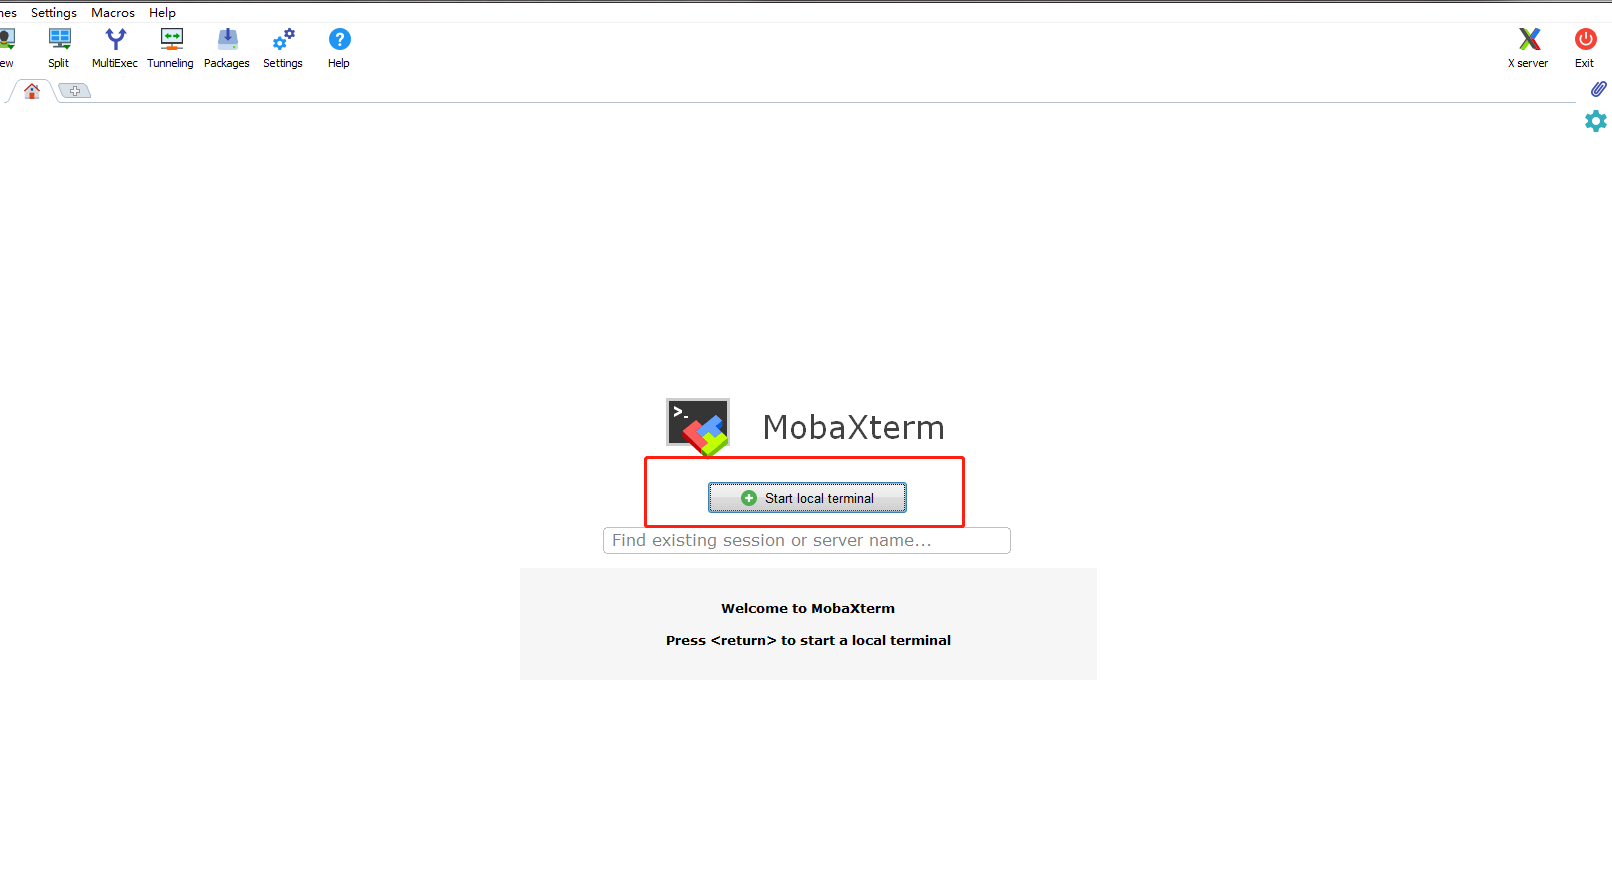 nes Settings Macros Help
ew Split MultiExec Tunneling Packages Settings Help X server Exit
>_ MobaXterm
Start local terminal
Find existing session or server name...
Welcome to MobaXterm
Press <return> to start a local terminal